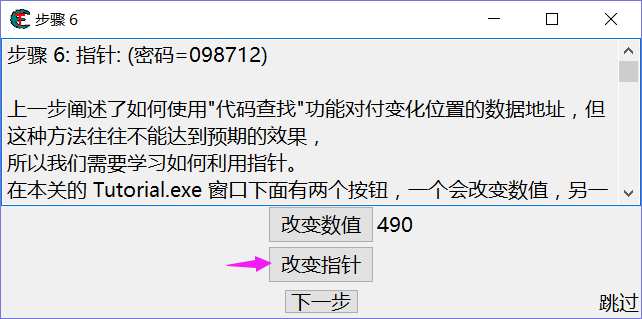 步骤 6
步骤 6: 指针: (密码=098712)
上一步阐述了如何使用"代码查找"功能对付变化位置的数据地址，但
这种方法往往不能达到预期的效果，
所以我们需要学习如何利用指针。
在本关的 Tutorial.exe 窗口下面有两个按钮，一个会改变数值，另一
改变数值 490
改变指针
下一步 跳过